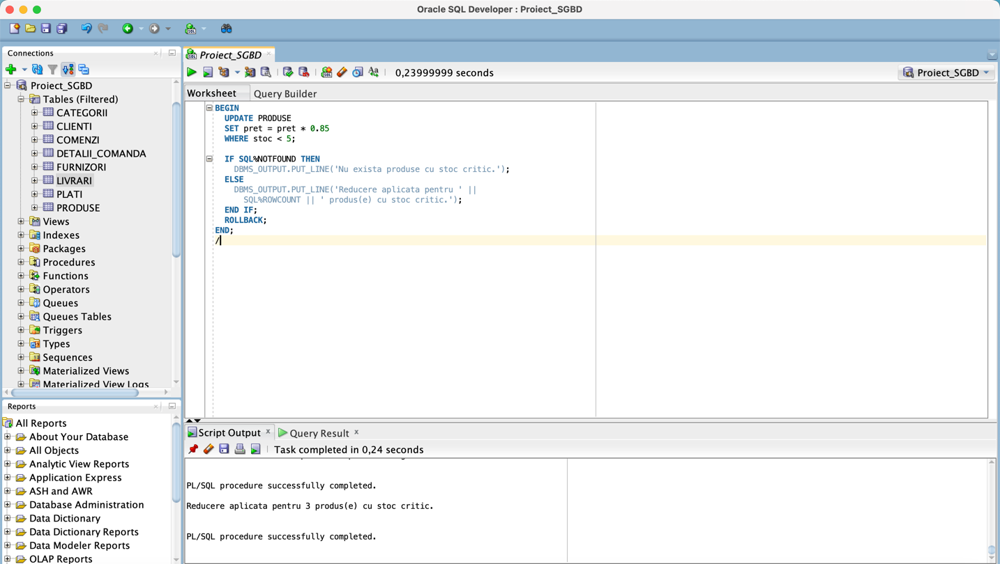 Oracle SQL Developer : Proiect_SGBD
Connections
Proiect_SGBD
Tables (Filtered)
CATEGORII
CLIENTI
COMENZI
DETALII_COMANDA
FURNIZORI
LIVRARI
PLATI
PRODUSE
Views
Indexes
Packages
Procedures
Functions
Operators
Queues
Queues Tables
Triggers
Types
Sequences
Materialized Views
Materialized View Logs
Reports
All Reports
About Your Database
All Objects
Analytic View Reports
Application Express
ASH and AWR
Database Administration
Data Dictionary
Data Dictionary Reports
Data Modeler Reports
OLAP Reports
Proiect_SGBD
0,23999999 seconds
Proiect_SGBD
Worksheet Query Builder
BEGIN
UPDATE PRODUSE
SET pret = pret * 0.85
WHERE stoc < 5;
IF SQL%NOTFOUND THEN
DBMS_OUTPUT.PUT_LINE('Nu exista produse cu stoc critic.');
ELSE
DBMS_OUTPUT.PUT_LINE('Reducere aplicata pentru ' ||
SQL%ROWCOUNT || ' produs(e) cu stoc critic.');
END IF;
ROLLBACK;
END;
/
Script Output Query Result
Task completed in 0,24 seconds
PL/SQL procedure successfully completed.
Reducere aplicata pentru 3 produs(e) cu stoc critic.
PL/SQL procedure successfully completed.